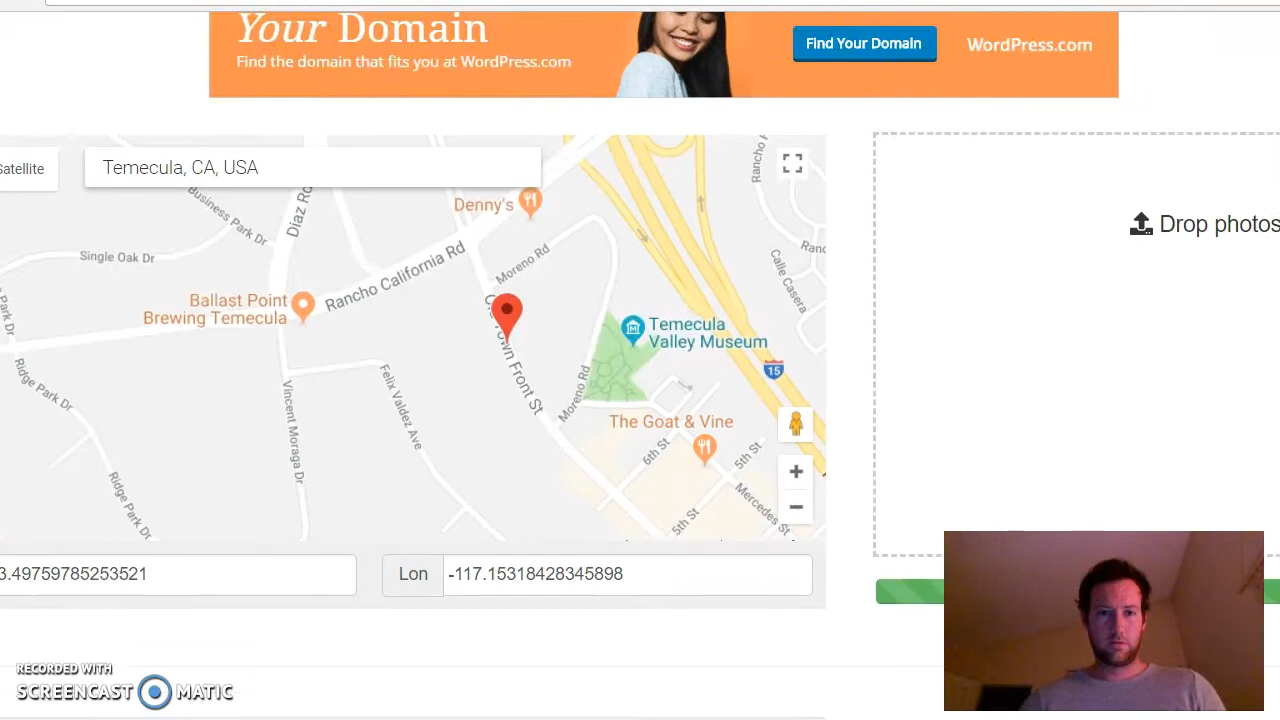 Your Domain
Find the domain that fits you at WordPress.com
Find Your Domain
WordPress.com
Satellite
Temecula, CA, USA
Denny's
Business Park Dr
Diaz Rd
Rancho
Single Oak Dr
Rancho California Rd
Moreno Rd
Calle Casera
Ballast Point
Brewing Temecula
Temecula
Valley Museum
Town Front St
15
Ridge Park Dr
Felix Valdez Ave
Moreno Rd
Vincent Moraga Dr
The Goat & Vine
6th St
5th St
Ridge Park Dr
Mercedes St
5th St
Drop photos
3.49759785253521
Lon
-117.15318428345898
RECORDED WITH
SCREENCAST MATIC